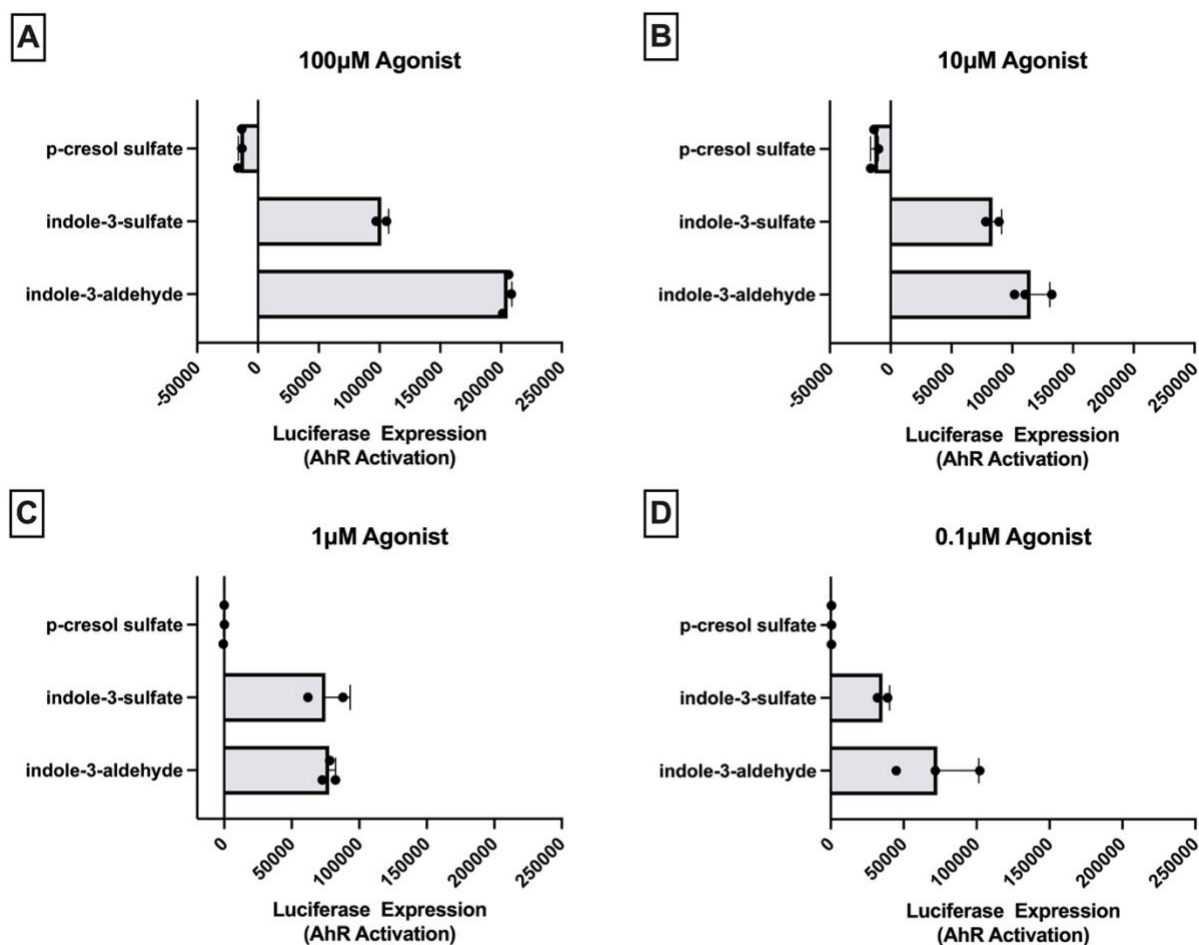 A
100µM Agonist
p-cresol sulfate
indole-3-sulfate
indole-3-aldehyde
-50000
0
50000
100000
150000
200000
250000
Luciferase Expression
(AhR Activation)
B
10µM Agonist
p-cresol sulfate
indole-3-sulfate
indole-3-aldehyde
-50000
0
50000
100000
150000
200000
250000
Luciferase Expression
(AhR Activation)
C
1µM Agonist
p-cresol sulfate
indole-3-sulfate
indole-3-aldehyde
0
50000
100000
150000
200000
250000
Luciferase Expression
(AhR Activation)
D
0.1µM Agonist
p-cresol sulfate
indole-3-sulfate
indole-3-aldehyde
0
50000
100000
150000
200000
250000
Luciferase Expression
(AhR Activation)